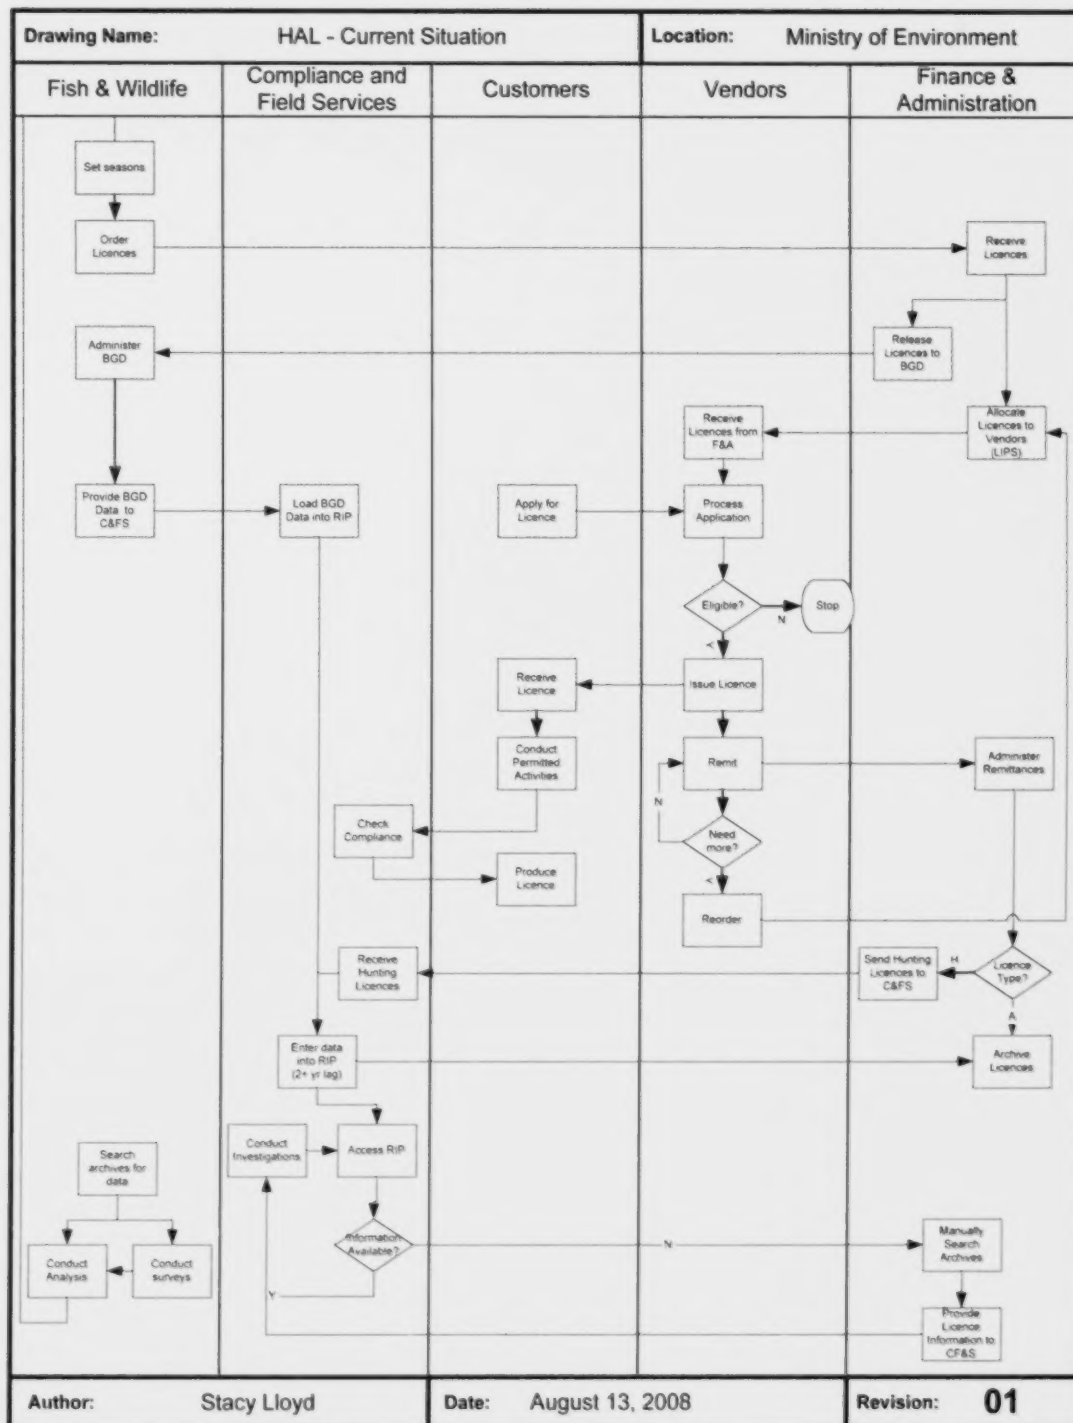 Drawing Name: HAL - Current Situation
Location: Ministry of Environment
Fish & Wildlife
Compliance and
Field Services
Customers
Vendors
Finance &
Administration
Set seasons
Order
Licences
Receive
Licences
Administer
BGD
Release
Licences to
BGD
Receive
Licences from
F&A
Allocate
Licences to
Vendors
(LIPS)
Provide BGD
Data to
C&FS
Load BGD
Data into RIP
Apply for
Licence
Process
Application
Eligible?
N
Stop
Y
Receive
Licence
Issue Licence
Conduct
Permitted
Activities
Remit
Administer
Remittances
N
Check
Compliance
Need
more?
Produce
Licence
Y
Reorder
Receive
Hunting
Licences
Send Hunting
Licences to
C&FS
H
Licence
Type?
A
Enter data
into RIP
(2+ yr lag)
Archive
Licences
Conduct
Investigations
Access RIP
Search
archives for
data
Information
Available?
N
Manually
Search
Archives
Conduct
Analysis
Conduct
surveys
Y
Provide
Licence
Information to
CF&S
Author: Stacy Lloyd
Date: August 13, 2008
Revision: 01